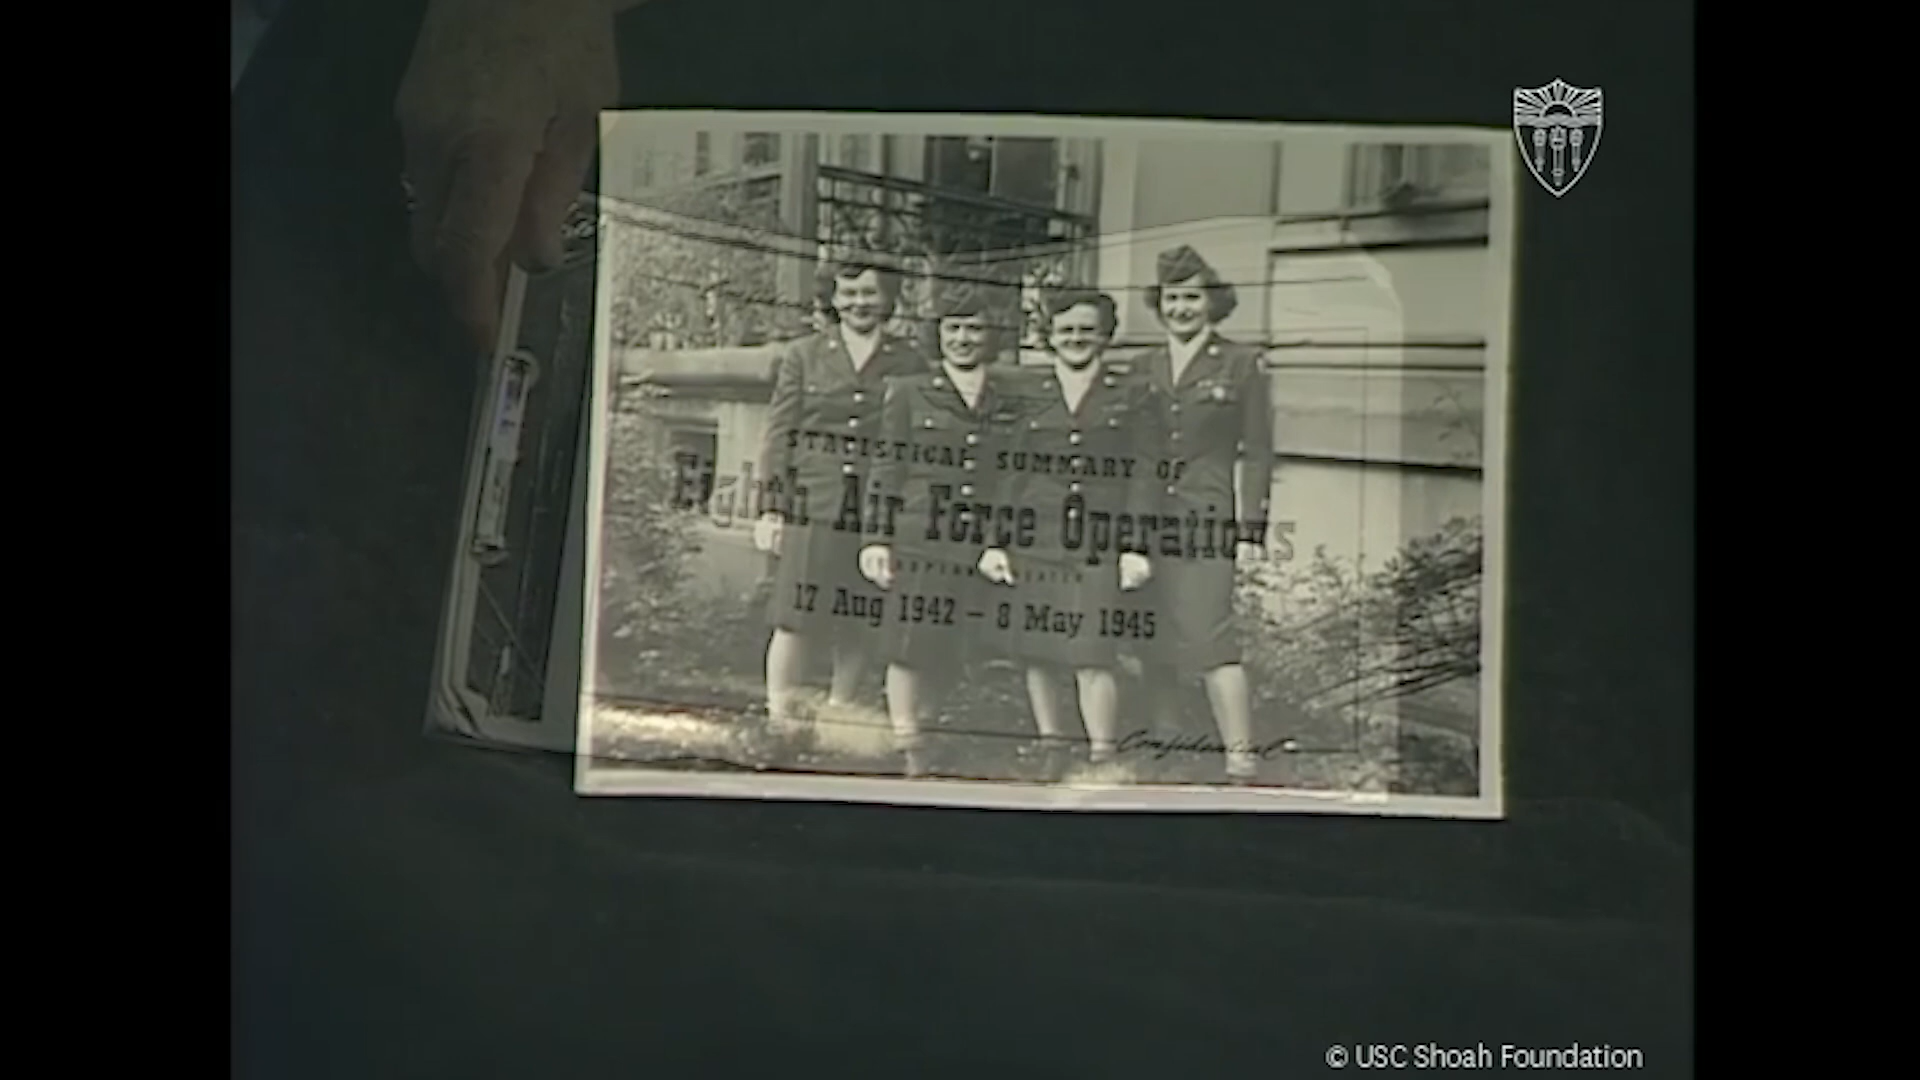 STATISTICAL SUMMARY OF
Eighth Air Force Operations
17 Aug 1942 – 8 May 1945
Confidential
© USC Shoah Foundation